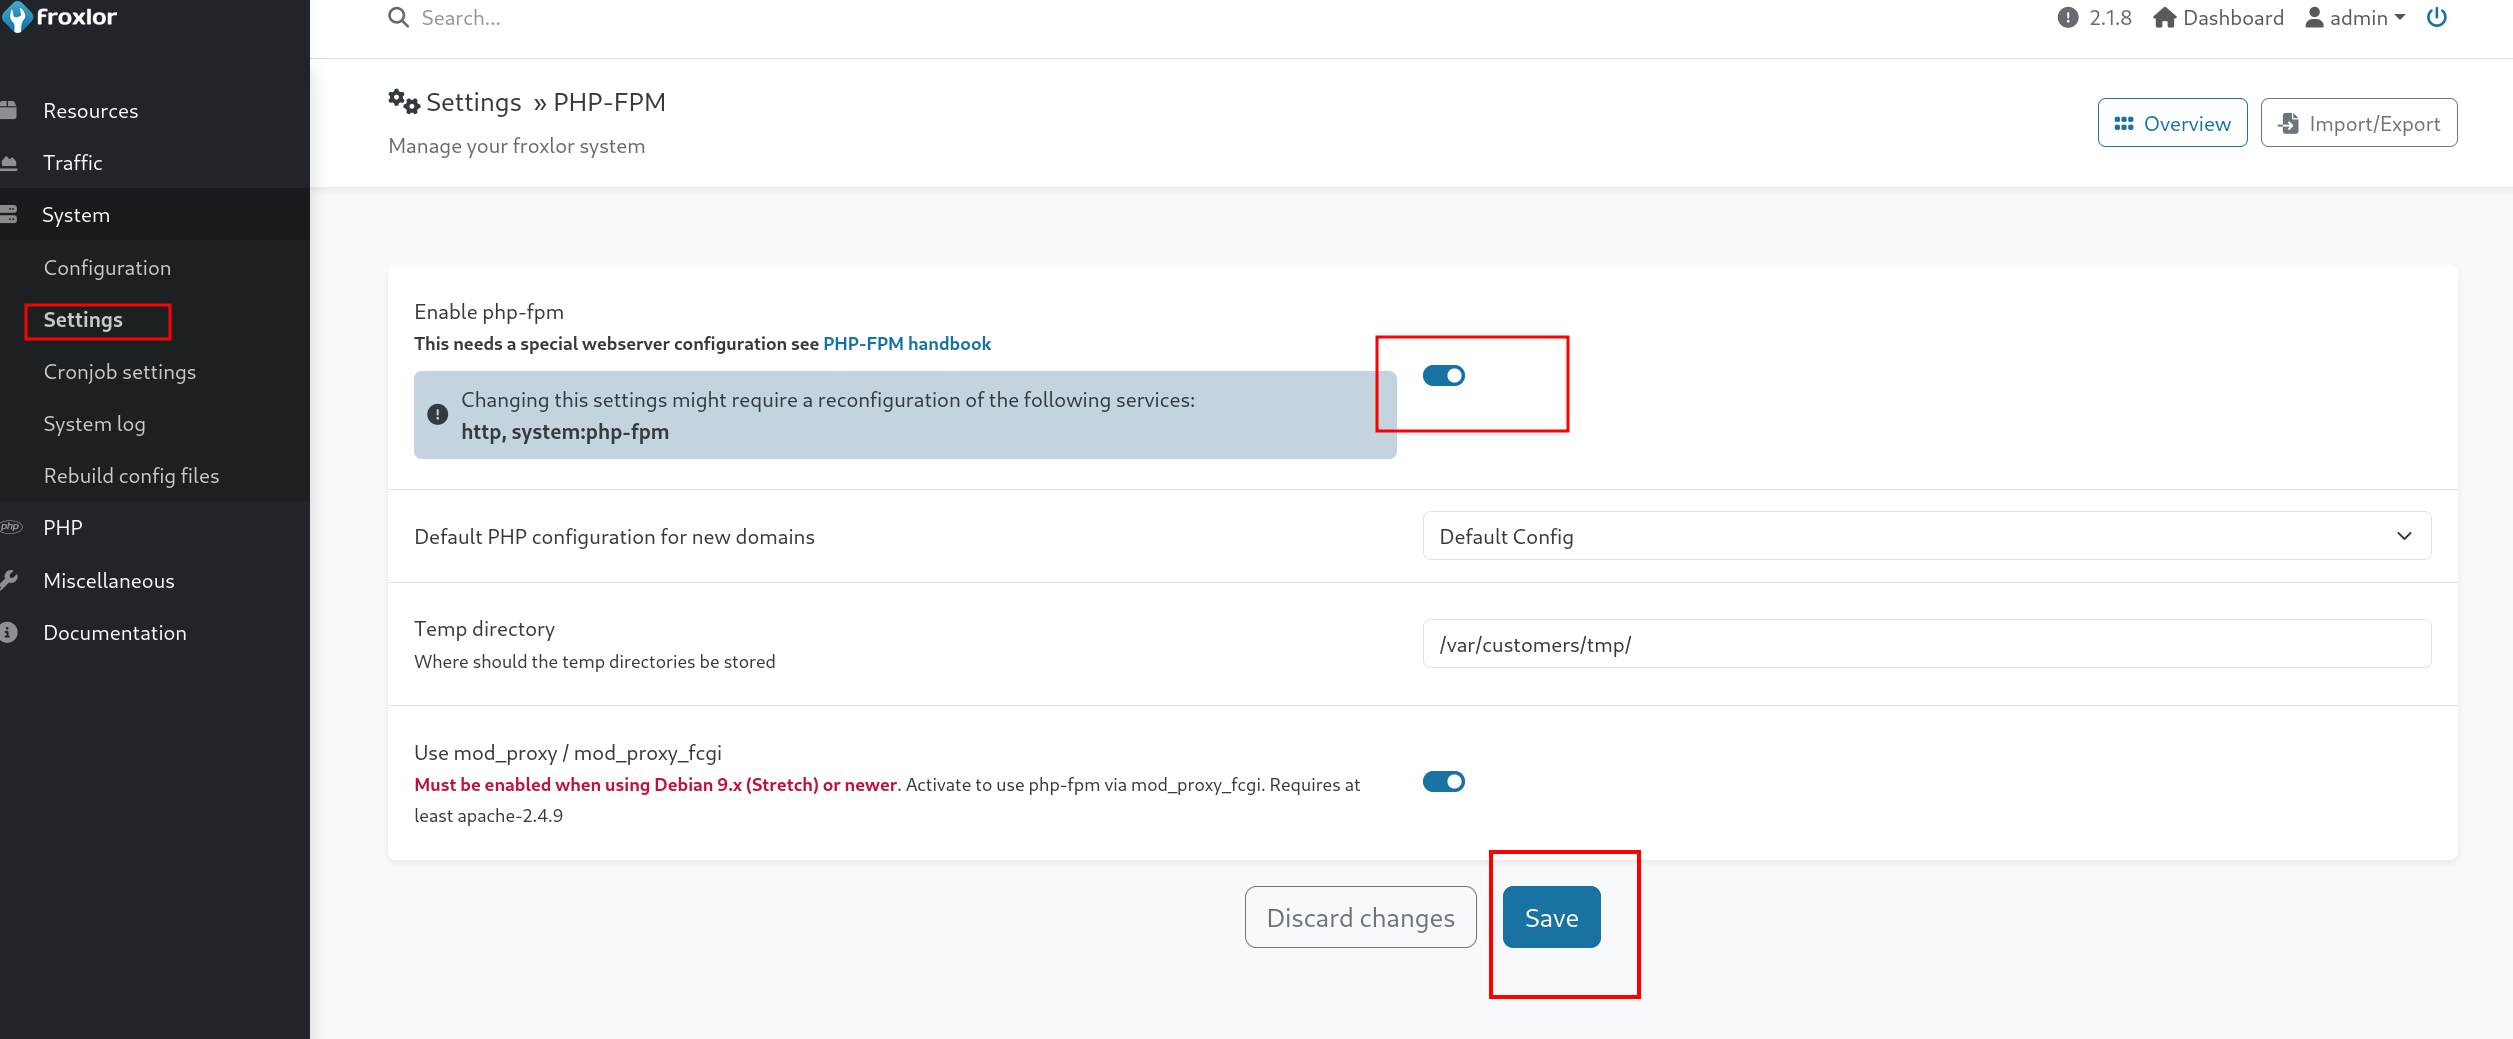 froxlor
Search...
2.1.8
Dashboard
admin
Resources
Traffic
System
Configuration
Settings
Cronjob settings
System log
Rebuild config files
php
PHP
Miscellaneous
Documentation
Settings » PHP-FPM
Manage your froxlor system
Overview
Import/Export
Enable php-fpm
This needs a special webserver configuration see PHP-FPM handbook
Changing this settings might require a reconfiguration of the following services:
http, system:php-fpm
Default PHP configuration for new domains
Default Config
Temp directory
Where should the temp directories be stored
/var/customers/tmp/
Use mod_proxy / mod_proxy_fcgi
Must be enabled when using Debian 9.x (Stretch) or newer. Activate to use php-fpm via mod_proxy_fcgi. Requires at
least apache-2.4.9
Discard changes
Save